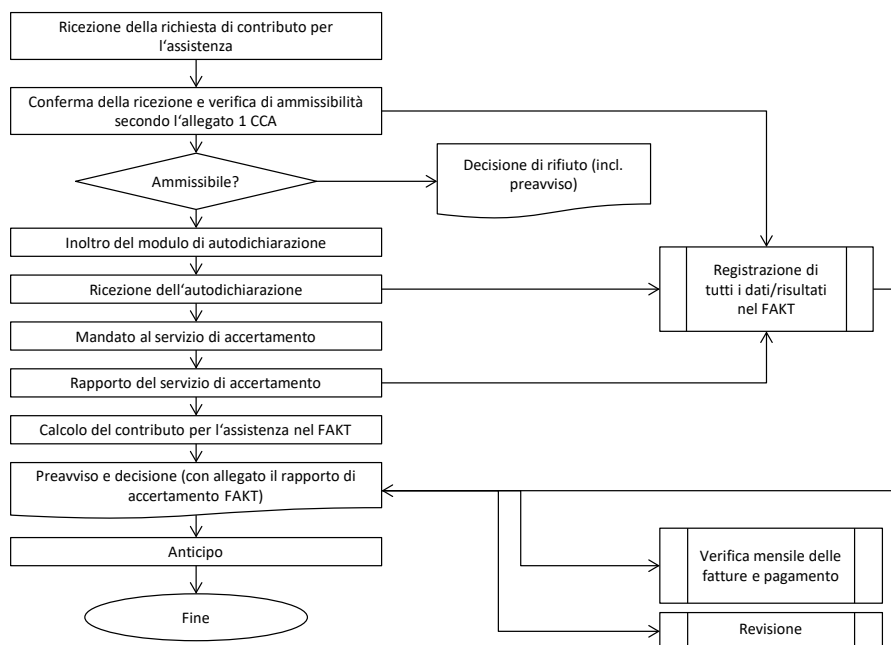 Ricezione della richiesta di contributo per
l‘assistenza
Conferma della ricezione e verifica di ammissibilità
secondo l‘allegato 1 CCA
Ammissibile?
Decisione di rifiuto (incl.
preavviso)
Inoltro del modulo di autodichiarazione
Ricezione dell‘autodichiarazione
Registrazione di
tutti i dati/risultati
nel FAKT
Mandato al servizio di accertamento
Rapporto del servizio di accertamento
Calcolo del contributo per l‘assistenza nel FAKT
Preavviso e decisione (con allegato il rapporto di
accertamento FAKT)
Anticipo
Verifica mensile delle
fatture e pagamento
Fine
Revisione